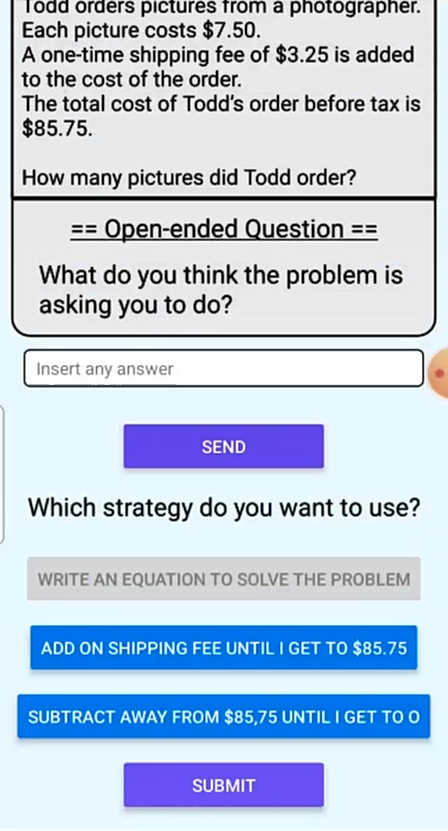 Todd orders pictures from a photographer.
Each picture costs $7.50.
A one-time shipping fee of $3.25 is added
to the cost of the order.
The total cost of Todd's order before tax is
$85.75.
How many pictures did Todd order?
== Open-ended Question ==
What do you think the problem is
asking you to do?
Insert any answer
SEND
Which strategy do you want to use?
WRITE AN EQUATION TO SOLVE THE PROBLEM
ADD ON SHIPPING FEE UNTIL I GET TO $85.75
SUBTRACT AWAY FROM $85,75 UNTIL I GET TO O
SUBMIT